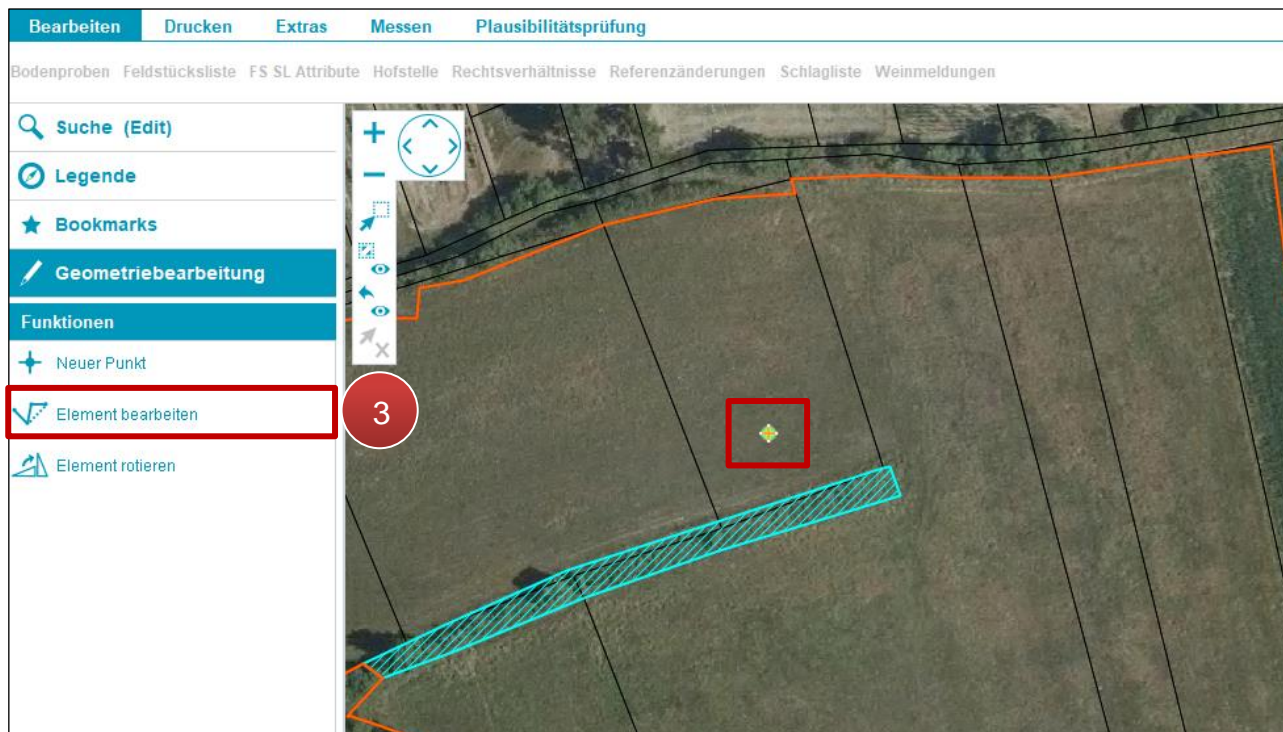 Bearbeiten Drucken Extras Messen Plausibilitätsprüfung
Bodenproben Feldstücksliste FS SL Attribute Hofstelle Rechtsverhältnisse Referenzänderungen Schlagliste Weinmeldungen
Suche (Edit)
Legende
Bookmarks
Geometriebearbeitung
Funktionen
Neuer Punkt
Element bearbeiten
3
Element rotieren